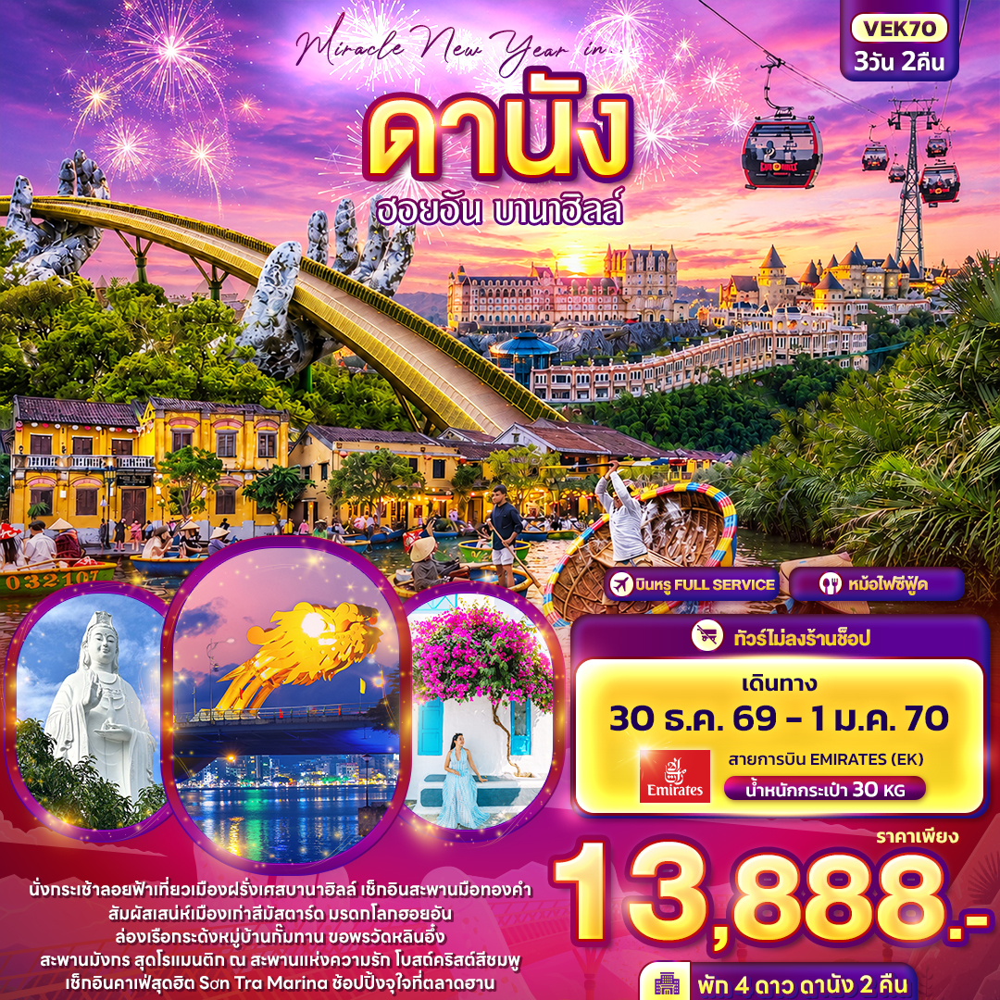 Miracle New Year in...
VEK70
3วัน 2คืน
ดานัง
ฮอยอัน บานาฮิลล์
032107
บินหรู FULL SERVICE
หม้อไฟซีฟู้ด
ทัวร์ไม่ลงร้านช็อป
เดินทาง
30 ธ.ค. 69 - 1 ม.ค. 70
สายการบิน EMIRATES (EK)
Emirates
น้ำหนักกระเป๋า 30 KG
ราคาเพียง
13,888.-
พัก 4 ดาว ดานัง 2 คืน
นั่งกระเช้าลอยฟ้าเที่ยวเมืองฝรั่งเศสบานาฮิลล์ เช็กอินสะพานมือทองคำ
สัมผัสเสน่ห์เมืองเก่าสีมัสตาร์ด มรดกโลกฮอยอัน
ล่องเรือกระด้งหมู่บ้านกั๊มทาน ขอพรวัดหลินอึ๋ง
สะพานมังกร สุดโรแมนติก ณ สะพานแห่งความรัก โบสถ์คริสต์สีชมพู
เช็กอินคาเฟ่สุดฮิต Sơn Tra Marina ช้อปปิ้งจุใจที่ตลาดฮาน